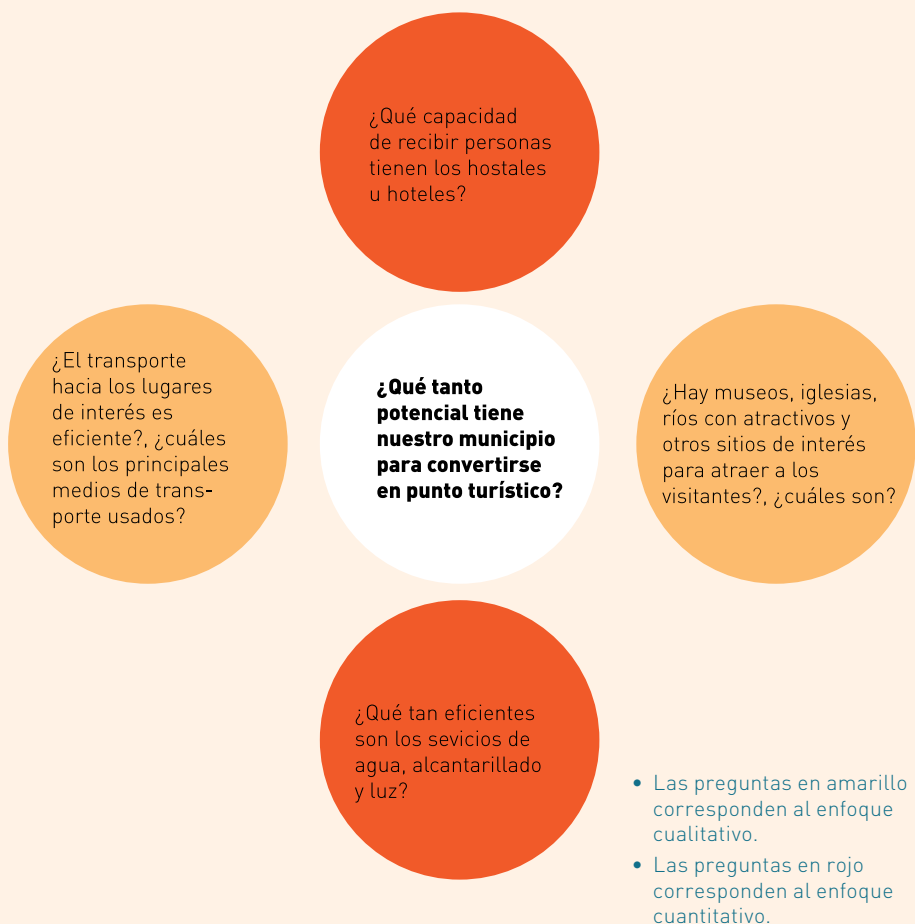 ¿Qué capacidad
de recibir personas
tienen los hostales
u hoteles?
¿El transporte
hacia los lugares
de interés es
eficiente?, ¿cuáles
son los principales
medios de trans-
porte usados?
¿Qué tanto
potencial tiene
nuestro municipio
para convertirse
en punto turístico?
¿Hay museos, iglesias,
ríos con atractivos y
otros sitios de interés
para atraer a los
visitantes?, ¿cuáles son?
¿Qué tan eficientes
son los sevicios de
agua, alcantarillado
y luz?
• Las preguntas en amarillo
corresponden al enfoque
cualitativo.
• Las preguntas en rojo
corresponden al enfoque
cuantitativo.